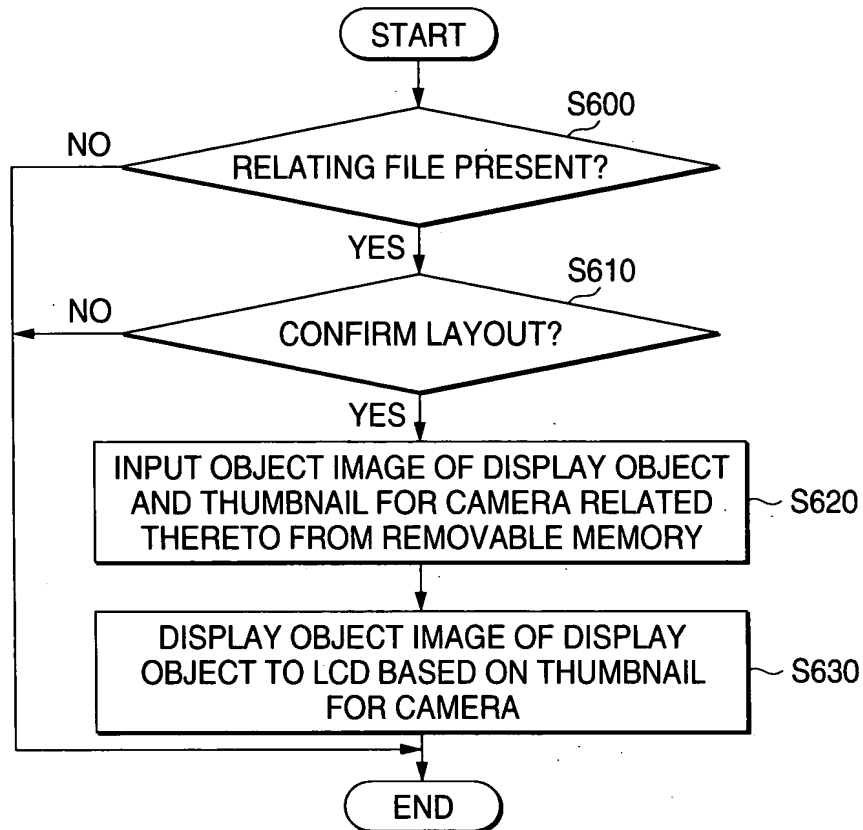 START
S600
NO
RELATING FILE PRESENT?
YES
S610
NO
CONFIRM LAYOUT?
YES
INPUT OBJECT IMAGE OF DISPLAY OBJECT
AND THUMBNAIL FOR CAMERA RELATED
THERETO FROM REMOVABLE MEMORY
S620
DISPLAY OBJECT IMAGE OF DISPLAY
OBJECT TO LCD BASED ON THUMBNAIL
FOR CAMERA
S630
END